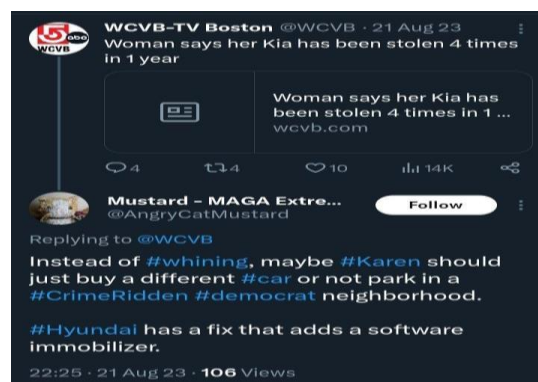 WCVB-TV Boston @WCVB · 21 Aug 23
Woman says her Kia has been stolen 4 times
in 1 year
5 abc
WCVB
Woman says her Kia has
been stolen 4 times in 1 ...
wcvb.com
4 4 10 14K
Mustard - MAGA Extre...
Follow
@AngryCatMustard
Replying to @WCVB
Instead of #whining, maybe #Karen should
just buy a different #car or not park in a
#CrimeRidden #democrat neighborhood.
#Hyundai has a fix that adds a software
immobilizer.
22:25 · 21 Aug 23 · 106 Views